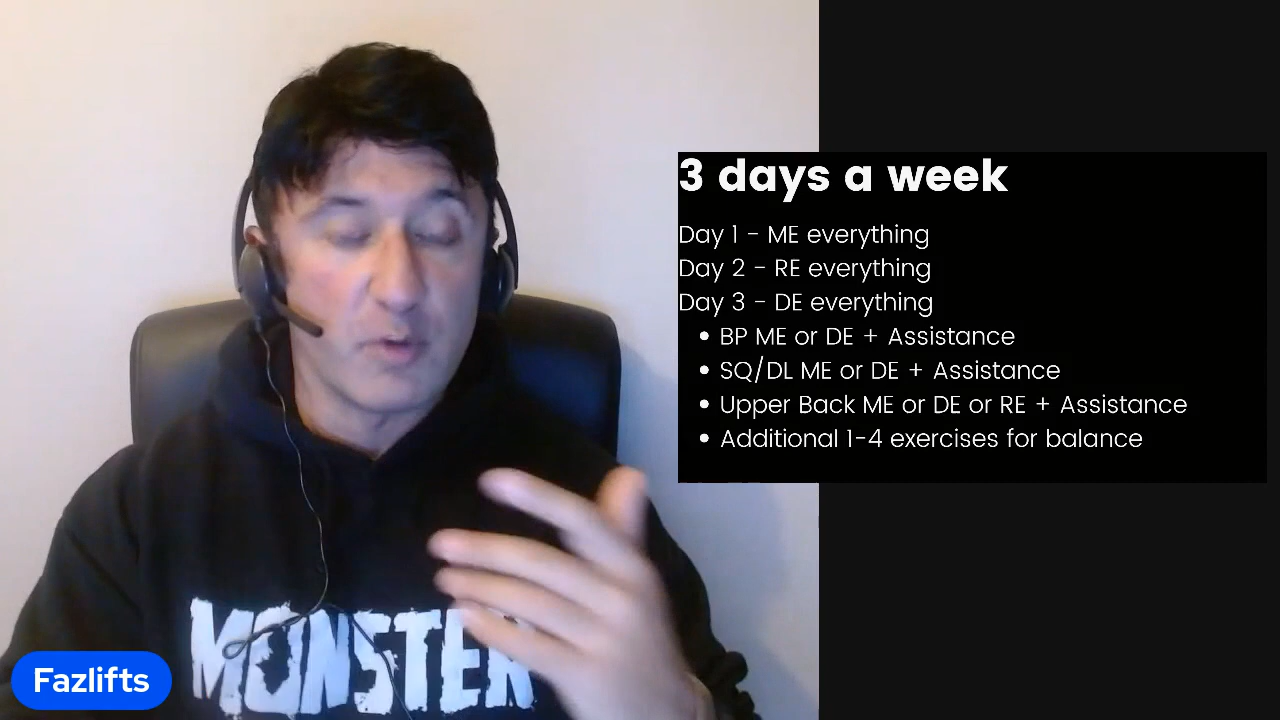 3 days a week
Day 1 - ME everything
Day 2 - RE everything
Day 3 - DE everything
• BP ME or DE + Assistance
• SQ/DL ME or DE + Assistance
• Upper Back ME or DE or RE + Assistance
• Additional 1-4 exercises for balance
MONSTER
Fazlifts